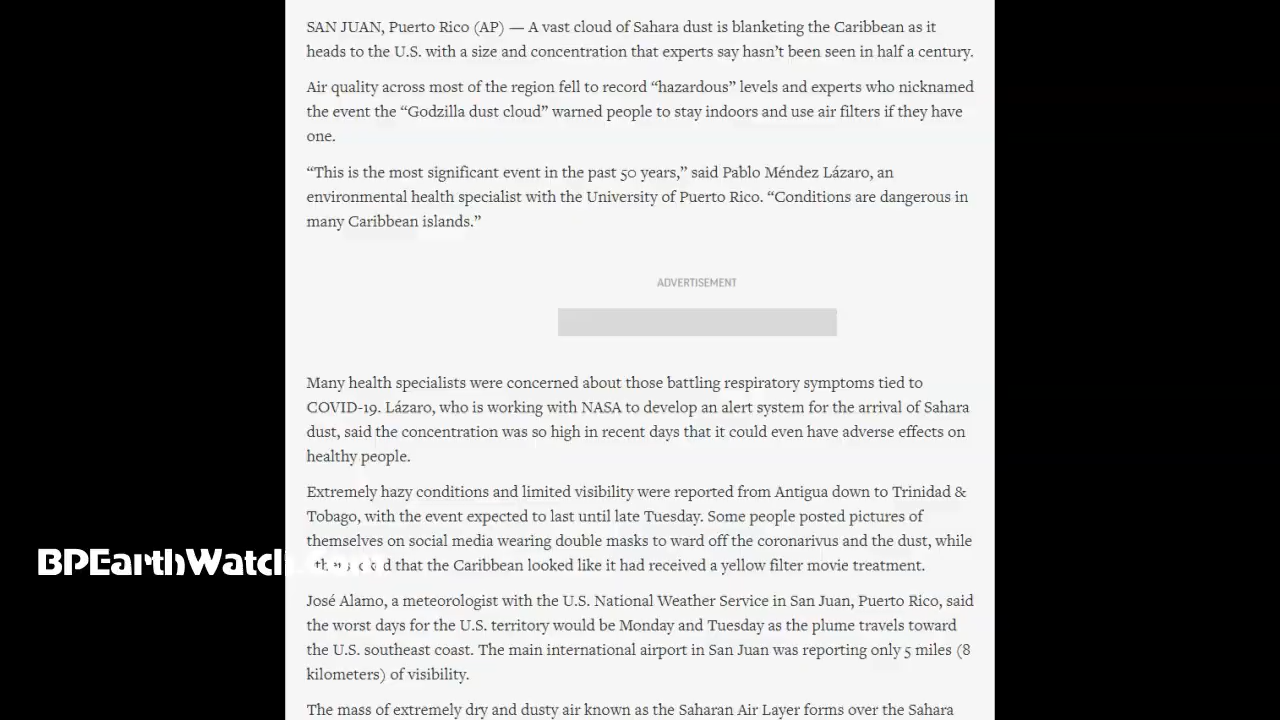 SAN JUAN, Puerto Rico (AP) — A vast cloud of Sahara dust is blanketing the Caribbean as it
heads to the U.S. with a size and concentration that experts say hasn’t been seen in half a century.
Air quality across most of the region fell to record “hazardous” levels and experts who nicknamed
the event the “Godzilla dust cloud” warned people to stay indoors and use air filters if they have
one.
“This is the most significant event in the past 50 years,” said Pablo Méndez Lázaro, an
environmental health specialist with the University of Puerto Rico. “Conditions are dangerous in
many Caribbean islands.”
ADVERTISEMENT
Many health specialists were concerned about those battling respiratory symptoms tied to
COVID-19. Lázaro, who is working with NASA to develop an alert system for the arrival of Sahara
dust, said the concentration was so high in recent days that it could even have adverse effects on
healthy people.
Extremely hazy conditions and limited visibility were reported from Antigua down to Trinidad &
Tobago, with the event expected to last until late Tuesday. Some people posted pictures of
themselves on social media wearing double masks to ward off the coronarivus and the dust, while
that the Caribbean looked like it had received a yellow filter movie treatment.
BPEarthWatch.Com
José Alamo, a meteorologist with the U.S. National Weather Service in San Juan, Puerto Rico, said
the worst days for the U.S. territory would be Monday and Tuesday as the plume travels toward
the U.S. southeast coast. The main international airport in San Juan was reporting only 5 miles (8
kilometers) of visibility.
The mass of extremely dry and dusty air known as the Saharan Air Layer forms over the Sahara